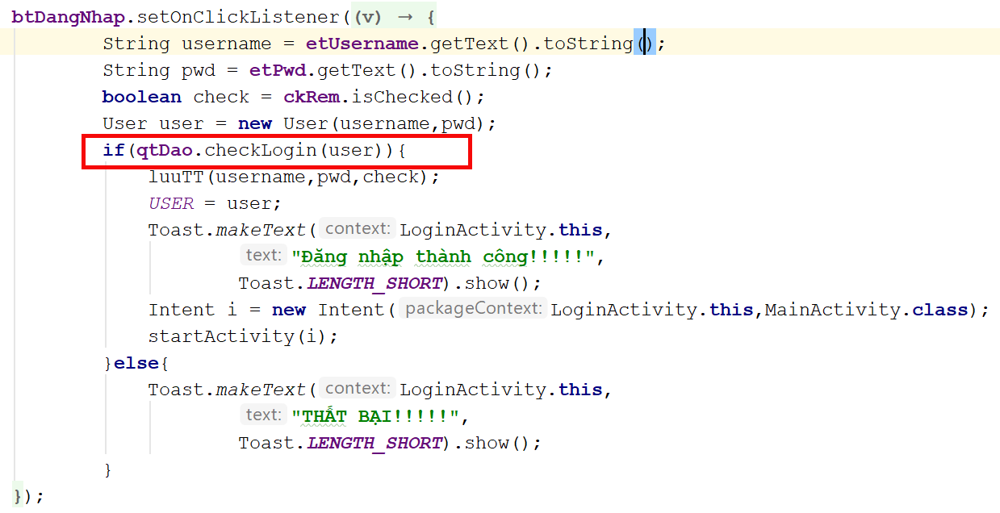 btDangNhap.setOnClickListener((v) → {
String username = etUsername.getText().toString();
String pwd = etPwd.getText().toString();
boolean check = ckRem.isChecked();
User user = new User(username,pwd);
if(qtDao.checkLogin(user)){
luuTT(username,pwd,check);
USER = user;
Toast.makeText( context: LoginActivity.this,
text: "Đăng nhập thành công!!!!!",
Toast.LENGTH_SHORT).show();
Intent i = new Intent( packageContext: LoginActivity.this,MainActivity.class);
startActivity(i);
}else{
Toast.makeText( context: LoginActivity.this,
text: "THẤT BẠI!!!!!",
Toast.LENGTH_SHORT).show();
}
});